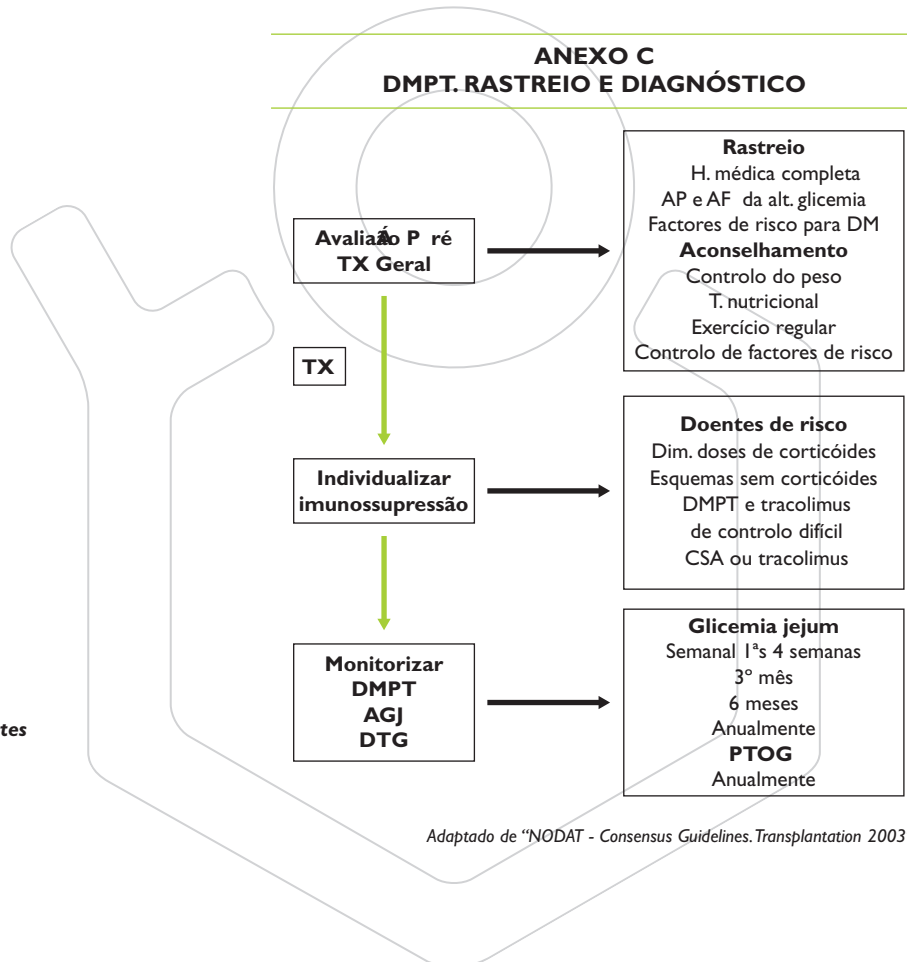 ANEXO C
DMPT. RASTREIO E DIAGNÓSTICO
Avaliaáão P ré
TX Geral
Rastreio
H. médica completa
AP e AF da alt. glicemia
Factores de risco para DM
Aconselhamento
Controlo do peso
T. nutricional
Exercício regular
Controlo de factores de risco
TX
Individualizar
imunossupressão
Doentes de risco
Dim. doses de corticóides
Esquemas sem corticóides
DMPT e tracolimus
de controlo difícil
CSA ou tracolimus
Monitorizar
DMPT
AGJ
DTG
Glicemia jejum
Semanal 1ªs 4 semanas
3º mês
6 meses
Anualmente
PTOG
Anualmente
tes
Adaptado de “NODAT - Consensus Guidelines. Transplantation 2003